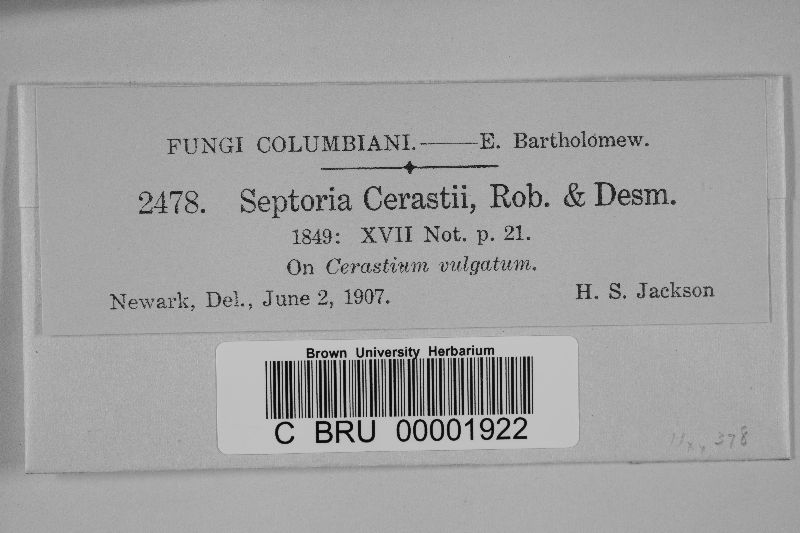 FUNGI COLUMBIANI.——E. Bartholomew.
2478. Septoria Cerastii, Rob. & Desm.
1849: XVII Not. p. 21.
On Cerastium vulgatum.
Newark, Del., June 2, 1907. H. S. Jackson
Brown University Herbarium
C BRU 00001922
378